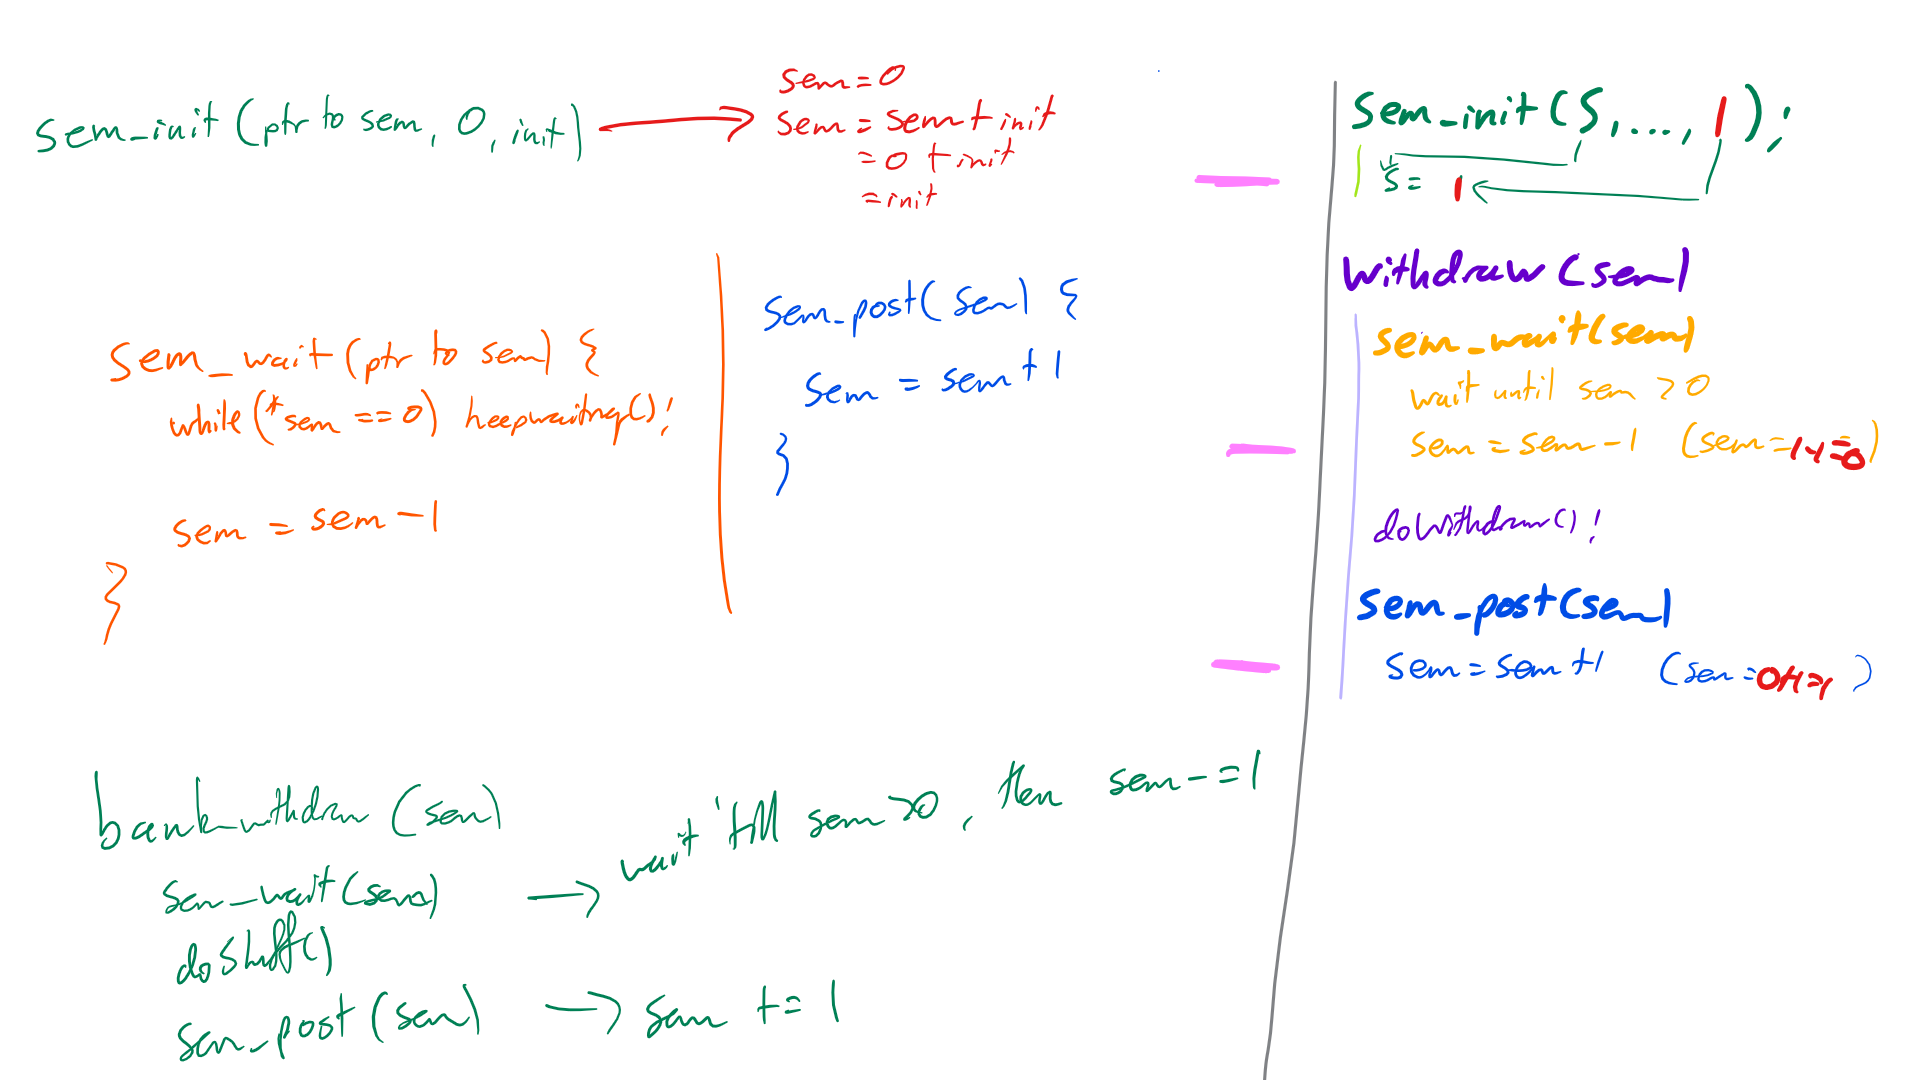 sem_init (ptr to sem, 0, init)
sem = 0
sem = sem + init
= 0 + init
= init
sem_wait (ptr to sem) {
while (*sem == 0) keepwaiting();
sem = sem - 1
}
sem_post( sem) {
sem = sem + 1
}
bank_withdraw (sem)
sem_wait (sem)
wait 'till sem >0, then sem -= 1
doStuff()
sem_post (sem)
sem += 1
sem_init ( S, ..., 1 );
S = 1
withdraw (sem)
sem_wait(sem)
wait until sem > 0
sem = sem - 1 (sem = 1-1=0)
doWithdraw();
sem_post(sem)
sem = sem + 1 (sem = 0+1=1)